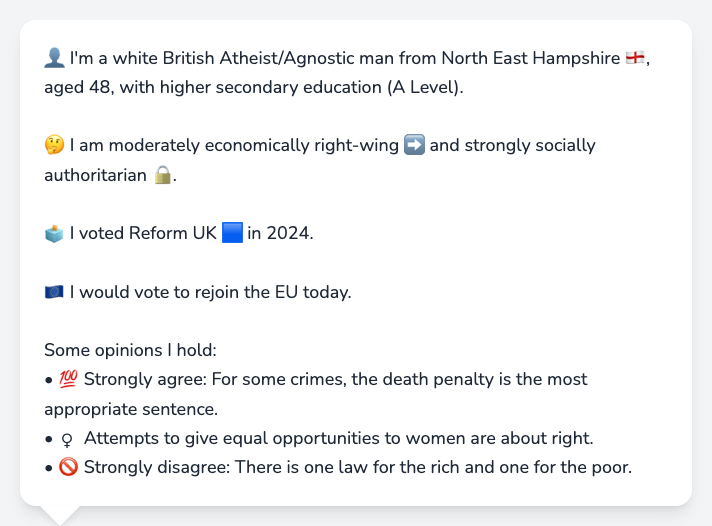 👤 I'm a white British Atheist/Agnostic man from North East Hampshire 🏴󠁧󠁢󠁥󠁮󠁧󠁿,
aged 48, with higher secondary education (A Level).
🤔 I am moderately economically right-wing ➡️ and strongly socially
authoritarian 🔒.
🗳️ I voted Reform UK 🟦 in 2024.
🇪🇺 I would vote to rejoin the EU today.
Some opinions I hold:
• 💯 Strongly agree: For some crimes, the death penalty is the most
appropriate sentence.
• ♀ Attempts to give equal opportunities to women are about right.
• 🚫 Strongly disagree: There is one law for the rich and one for the poor.